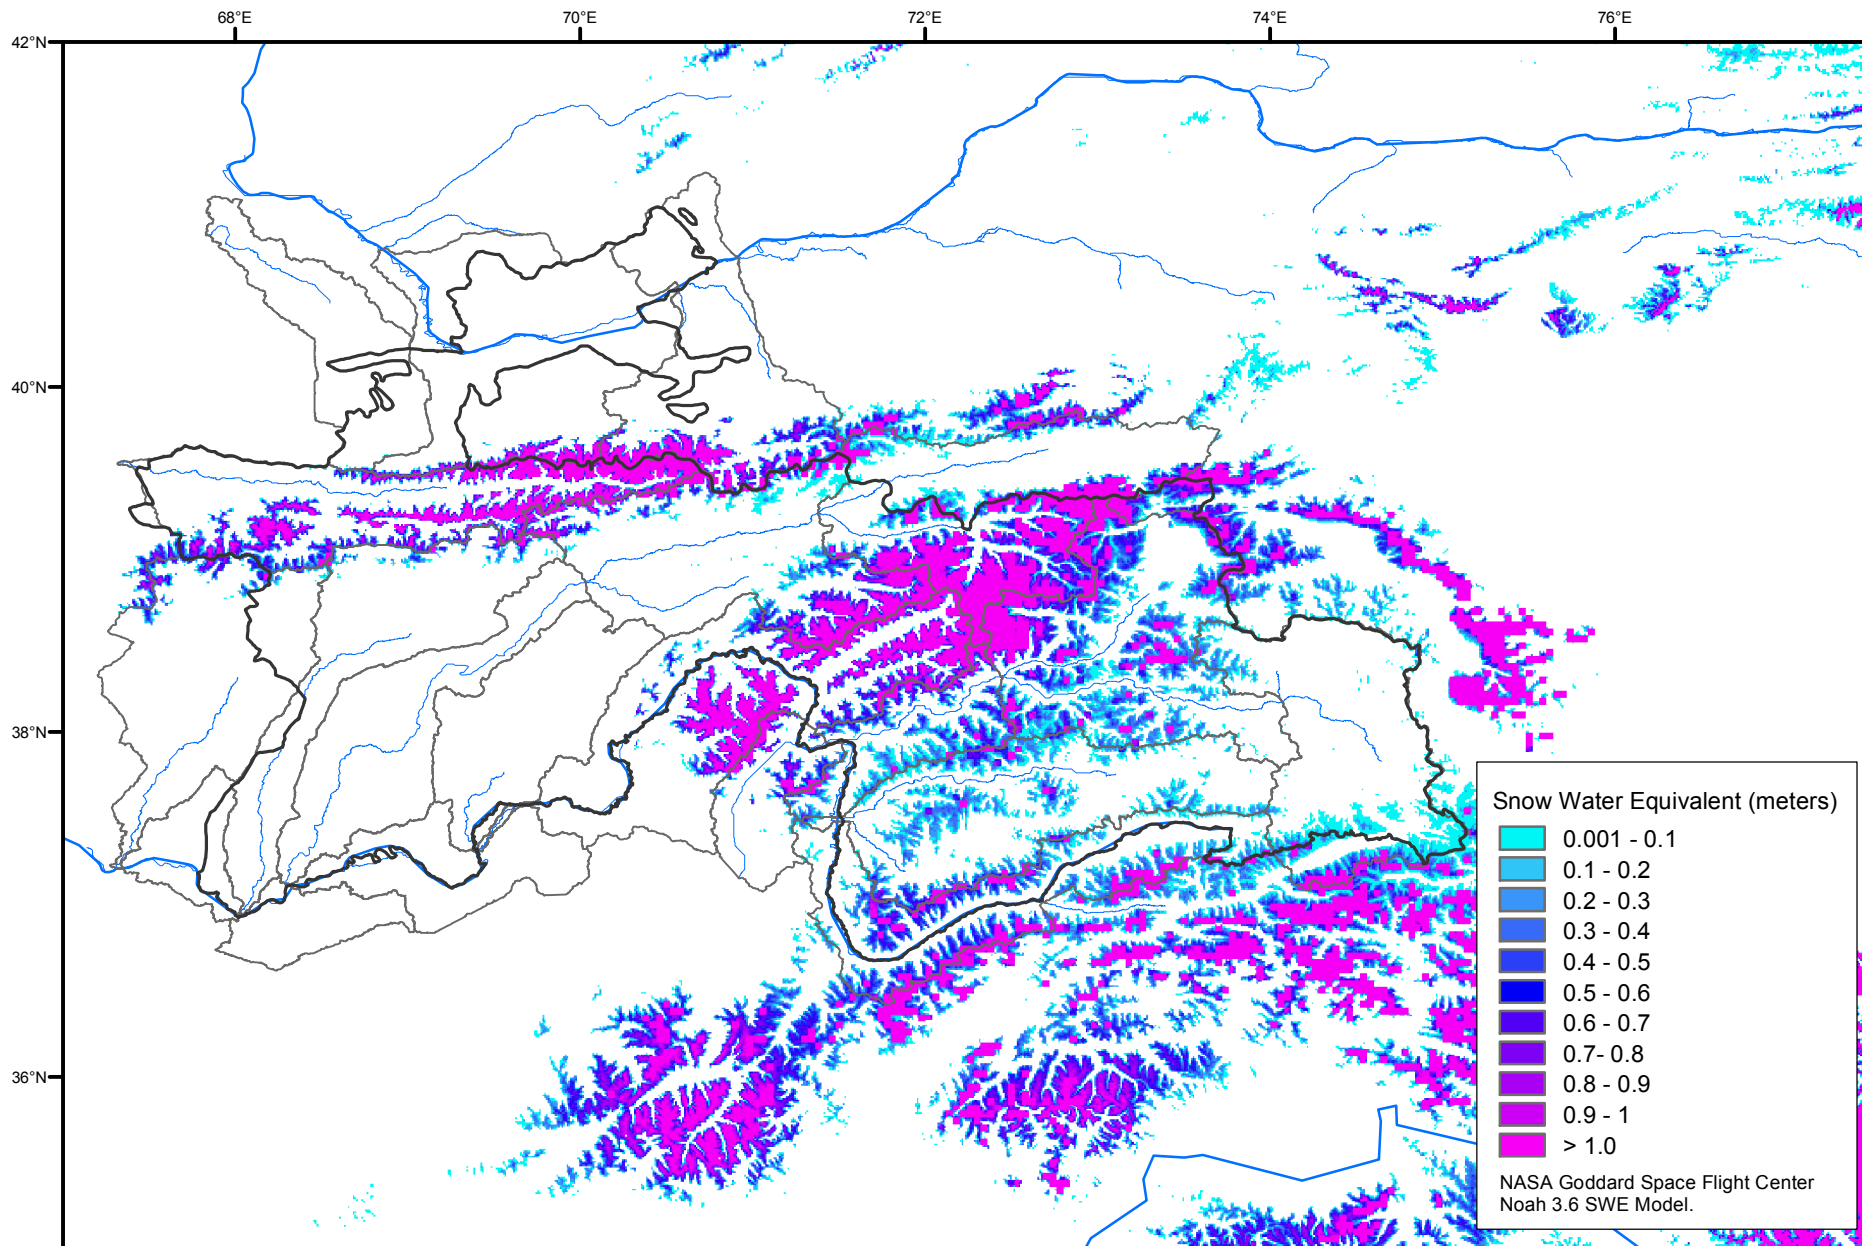 68°E 70°E 72°E 74°E 76°E
42°N
40°N
38°N
36°N
Snow Water Equivalent (meters)
0.001 - 0.1
0.1 - 0.2
0.2 - 0.3
0.3 - 0.4
0.4 - 0.5
0.5 - 0.6
0.6 - 0.7
0.7- 0.8
0.8 - 0.9
0.9 - 1
> 1.0
NASA Goddard Space Flight Center
Noah 3.6 SWE Model.